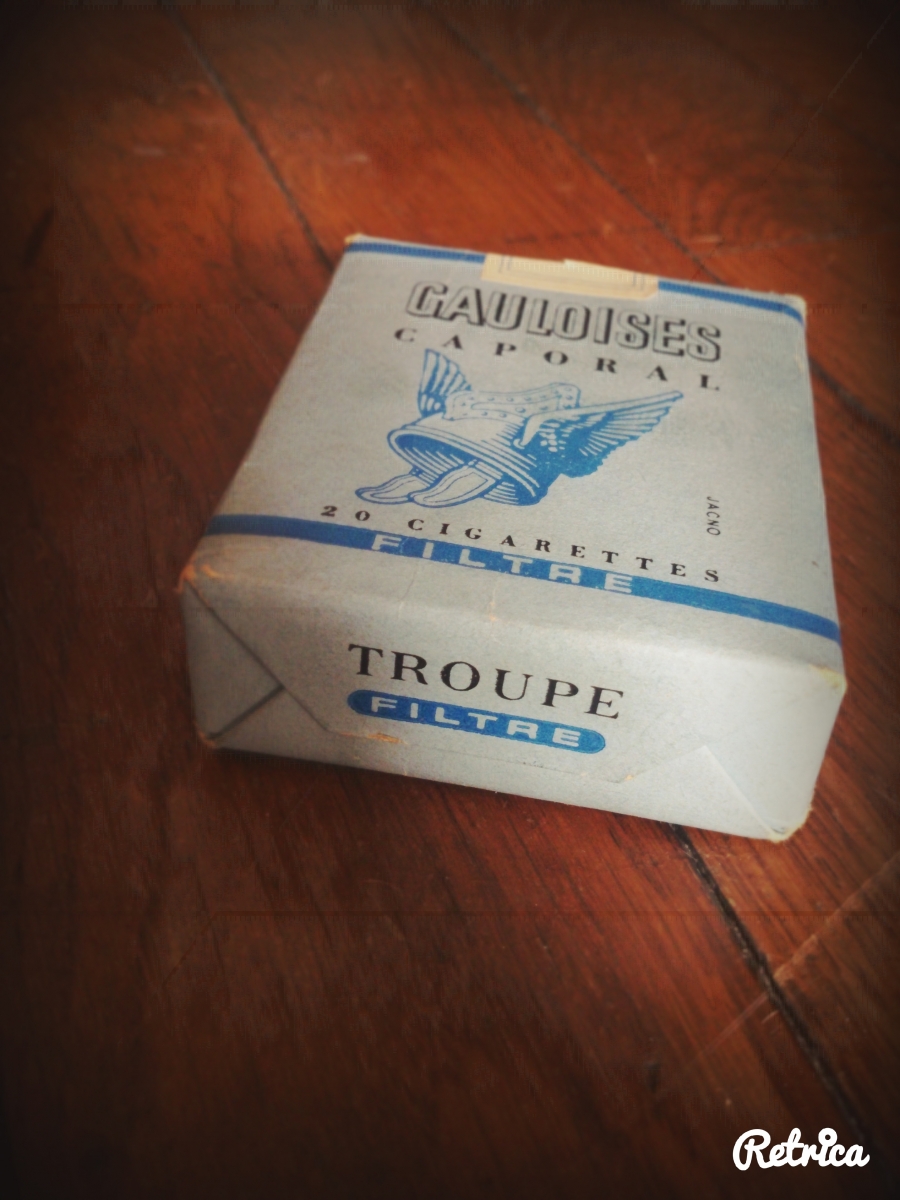 GAULOISES
CAPORAL
JACNO
20 CIGARETTES
FILTRE
TROUPE
FILTRE
Retrica